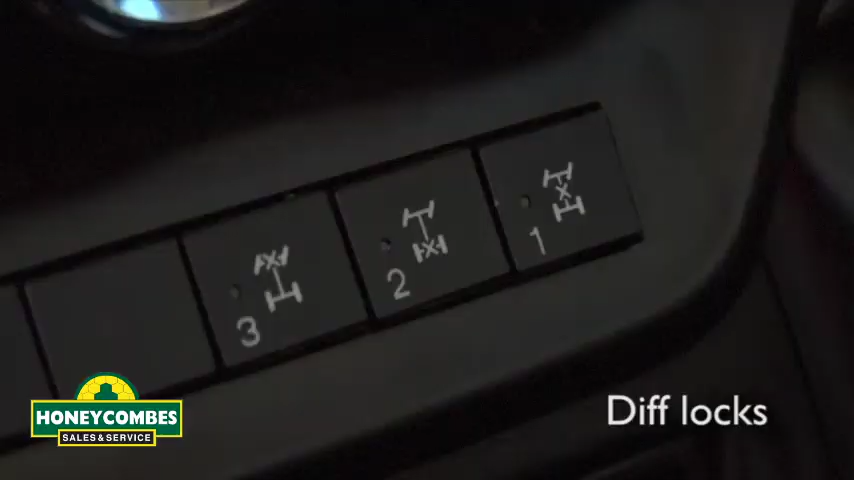 3
2
1
HONEYCOMBES
SALES & SERVICE
Diff locks